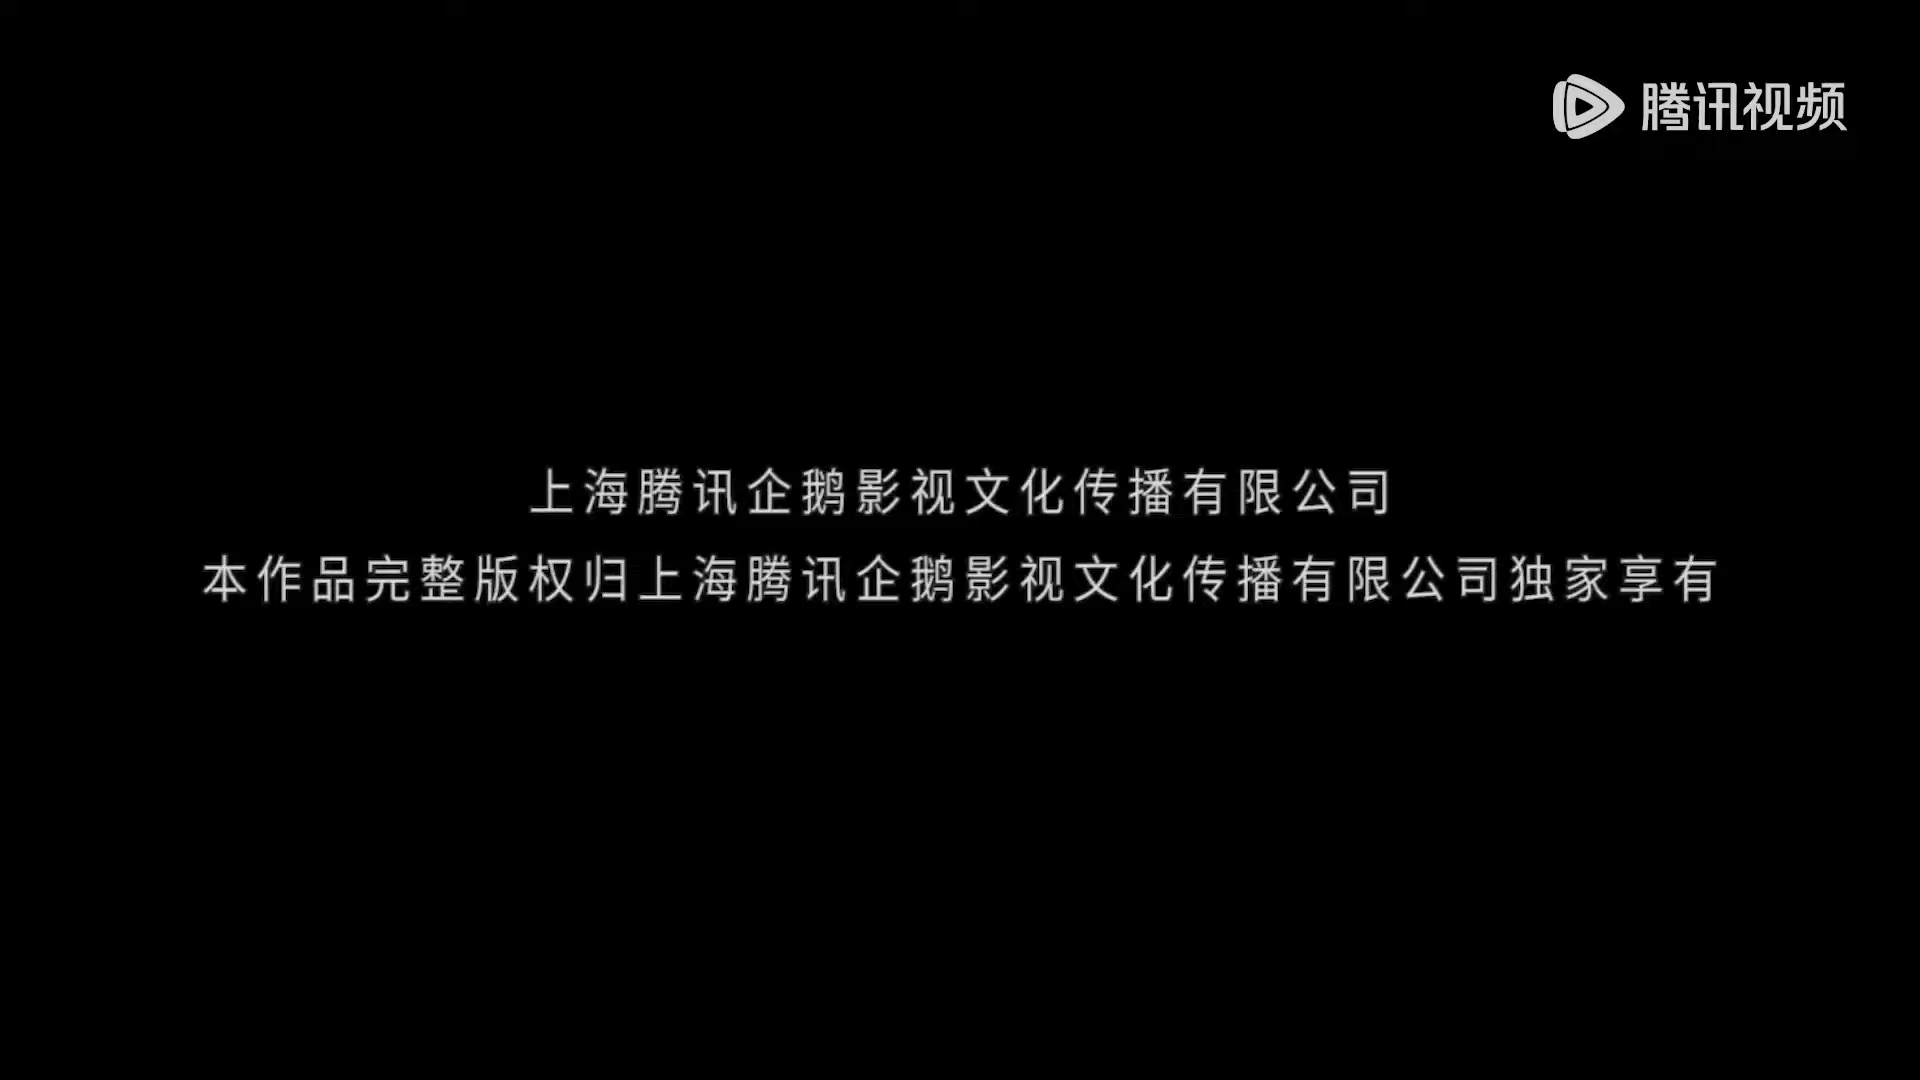 腾讯视频
上海腾讯企鹅影视文化传播有限公司
本作品完整版权归上海腾讯企鹅影视文化传播有限公司独家享有